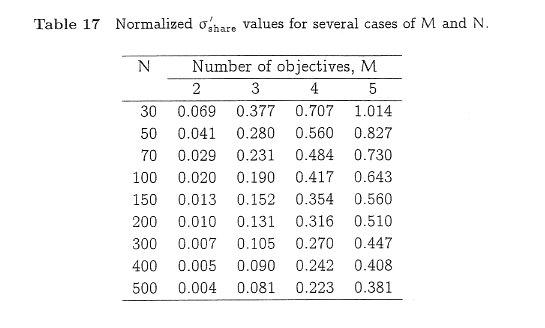 Table 17 Normalized σ′share values for several cases of M and N.
N Number of objectives, M
2 3 4 5
30 0.069 0.377 0.707 1.014
50 0.041 0.280 0.560 0.827
70 0.029 0.231 0.484 0.730
100 0.020 0.190 0.417 0.643
150 0.013 0.152 0.354 0.560
200 0.010 0.131 0.316 0.510
300 0.007 0.105 0.270 0.447
400 0.005 0.090 0.242 0.408
500 0.004 0.081 0.223 0.381